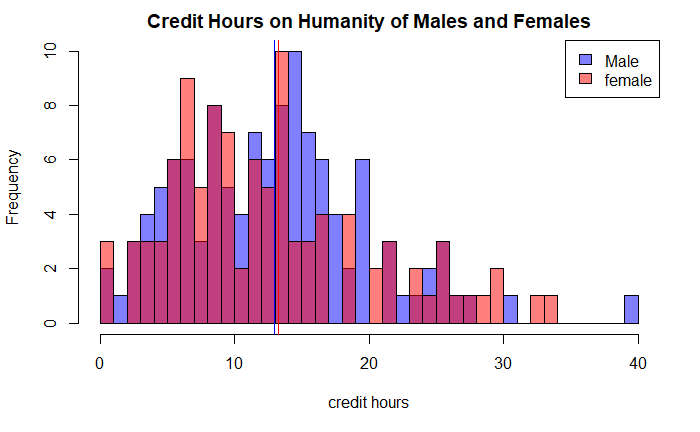 Credit Hours on Humanity of Males and Females
Male
female
Frequency
10
8
6
4
2
0
0 10 20 30 40
credit hours